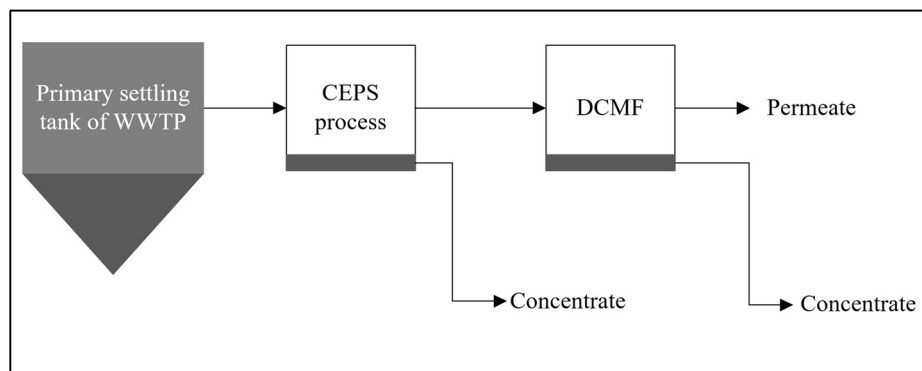 Primary settling
tank of WWTP
CEPS
process
DCMF
Permeate
Concentrate
Concentrate